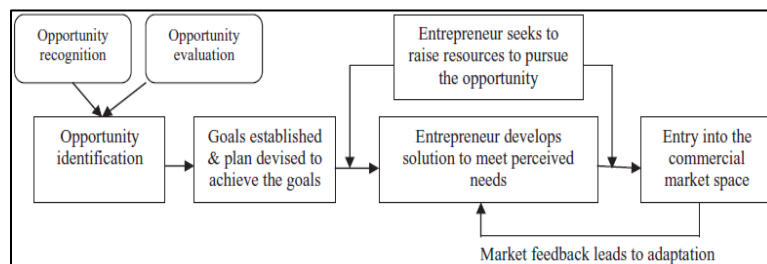 Opportunity
recognition
Opportunity
evaluation
Entrepreneur seeks to
raise resources to pursue
the opportunity
Opportunity
identification
Goals established
& plan devised to
achieve the goals
Entrepreneur develops
solution to meet perceived
needs
Entry into the
commercial
market space
Market feedback leads to adaptation